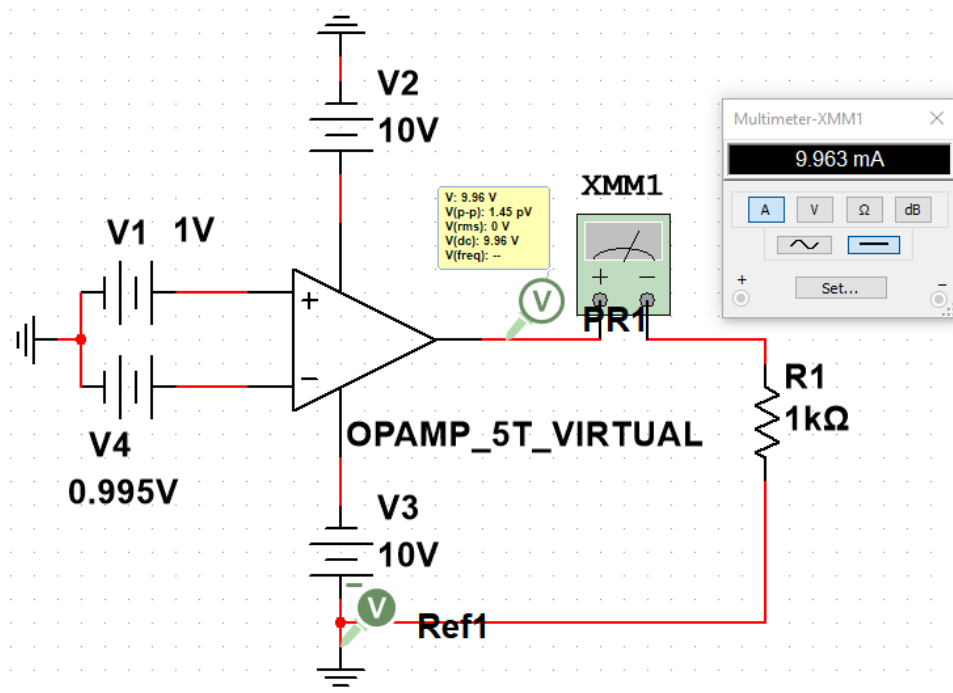 V2
10V
V: 9.96 V
V(p-p): 1.45 pV
V(rms): 0 V
V(dc): 9.96 V
V(freq): --
XMM1
Multimeter-XMM1
9.963 mA
A V Ω dB
+ Set... −
V1 1V
+
−
V
+ −
PR1
R1
1kΩ
OPAMP_5T_VIRTUAL
V4
0.995V
V3
10V
−
V
Ref1